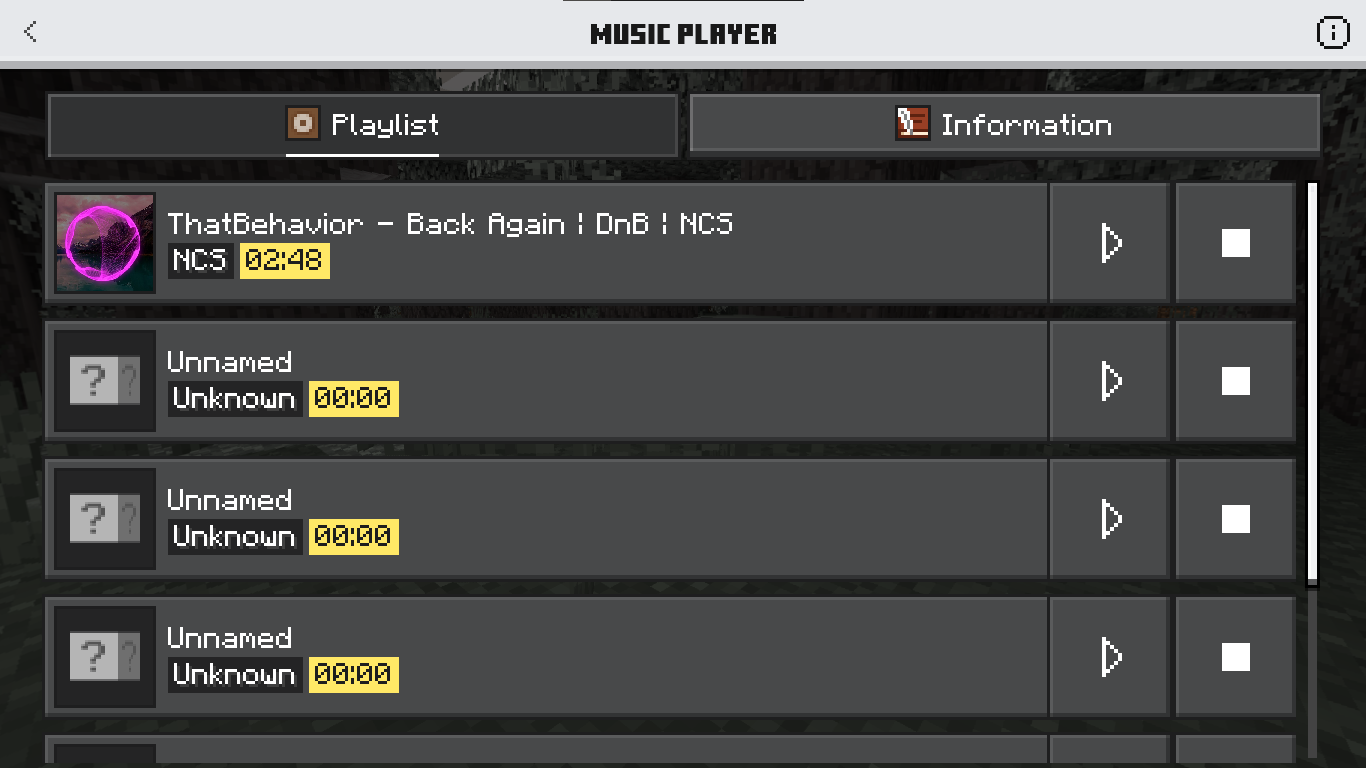 MUSIC PLAYER
Playlist
Information
ThatBehavior - Back Again ¦ DnB ¦ NCS
NCS 02:48
Unnamed
Unknown 00:00
Unnamed
Unknown 00:00
Unnamed
Unknown 00:00